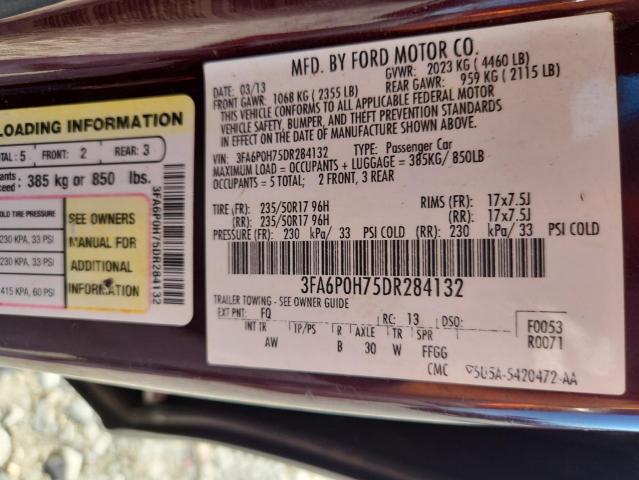 LOADING INFORMATION
TOTAL: 5 FRONT: 2 REAR: 3
385 kg or 850 lbs.
OLD TIRE PRESSURE
230 KPA, 33 PSI
230 KPA, 33 PSI
415 KPA, 60 PSI
SEE OWNERS
MANUAL FOR
ADDITIONAL
INFORMATION
3FA6P0H75DR284132
MFD. BY FORD MOTOR CO.
DATE: 03/13 GVWR: 2023 KG ( 4460 LB)
FRONT GAWR: 1068 KG ( 2355 LB) REAR GAWR: 959 KG ( 2115 LB)
THIS VEHICLE CONFORMS TO ALL APPLICABLE FEDERAL MOTOR
VEHICLE SAFETY, BUMPER, AND THEFT PREVENTION STANDARDS
IN EFFECT ON THE DATE OF MANUFACTURE SHOWN ABOVE.
VIN: 3FA6P0H75DR284132 TYPE: Passenger Car
MAXIMUM LOAD = OCCUPANTS + LUGGAGE = 385KG/ 850LB
OCCUPANTS = 5 TOTAL; 2 FRONT, 3 REAR
TIRE (FR): 235/50R17 96H RIMS (FR): 17x7.5J
(RR): 235/50R17 96H (RR): 17x7.5J
PRESSURE (FR): 230 kPa/ 33 PSI COLD (RR): 230 kPa/ 33 PSI COLD
3FA6P0H75DR284132
TRAILER TOWING - SEE OWNER GUIDE
EXT PNT: FQ RC: 13 DSO: F0053
INT TR TP/PS R AXLE TR SPR R0071
AW B 30 W FFGG
CMC 5U5A-5420472-AA